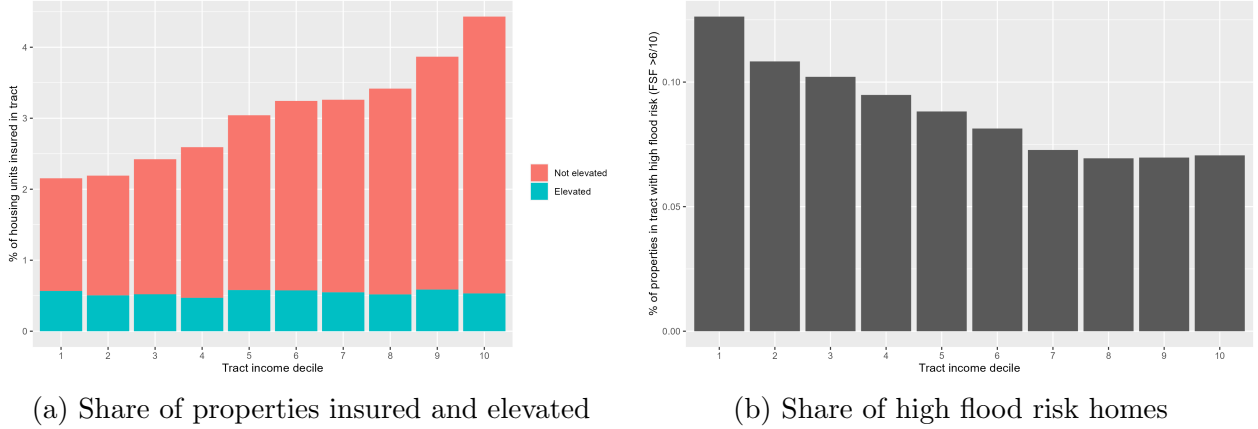 % of housing units insured in tract
4
3
2
1
0
1 2 3 4 5 6 7 8 9 10
Tract income decile
Not elevated
Elevated
(a) Share of properties insured and elevated
% of properties in tract with high flood risk (FSF >6/10)
0.10
0.05
0.00
1 2 3 4 5 6 7 8 9 10
Tract income decile
(b) Share of high flood risk homes